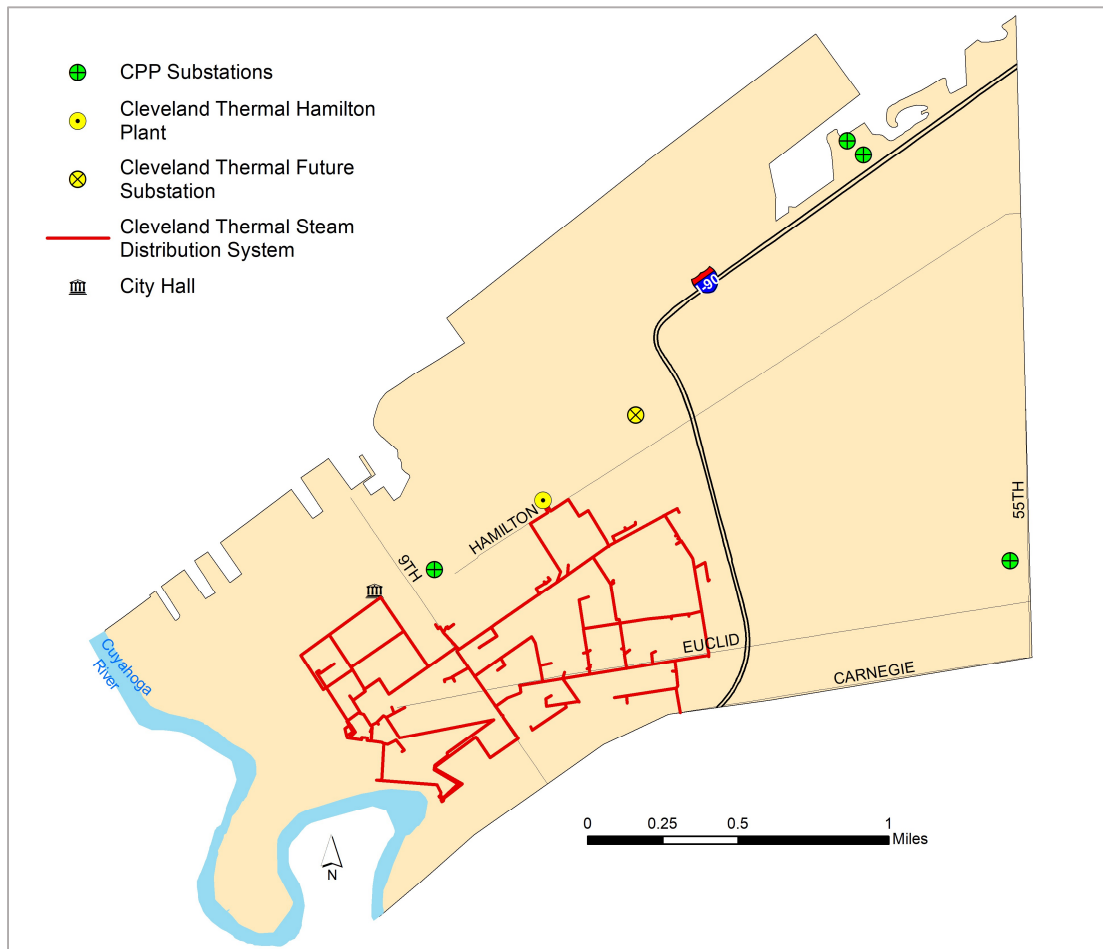 CPP Substations
Cleveland Thermal Hamilton
Plant
Cleveland Thermal Future
Substation
Cleveland Thermal Steam
Distribution System
City Hall
I-90
HAMILTON
9TH
55TH
EUCLID
CARNEGIE
Cuyahoga
River
0 0.25 0.5 1
Miles
N